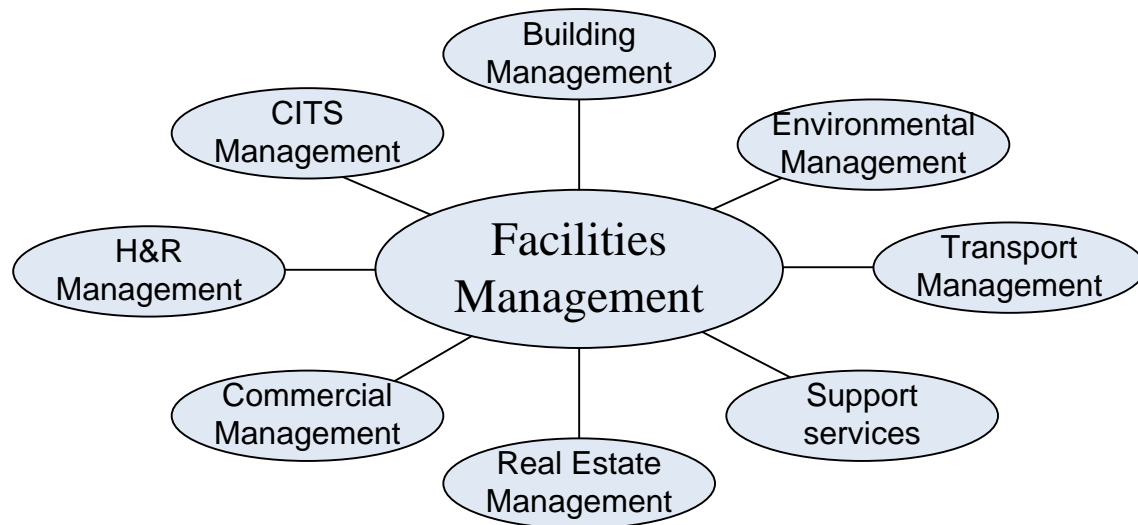 Building
Management
CITS
Management
Environmental
Management
H&R
Management
Facilities
Management
Transport
Management
Commercial
Management
Support
services
Real Estate
Management